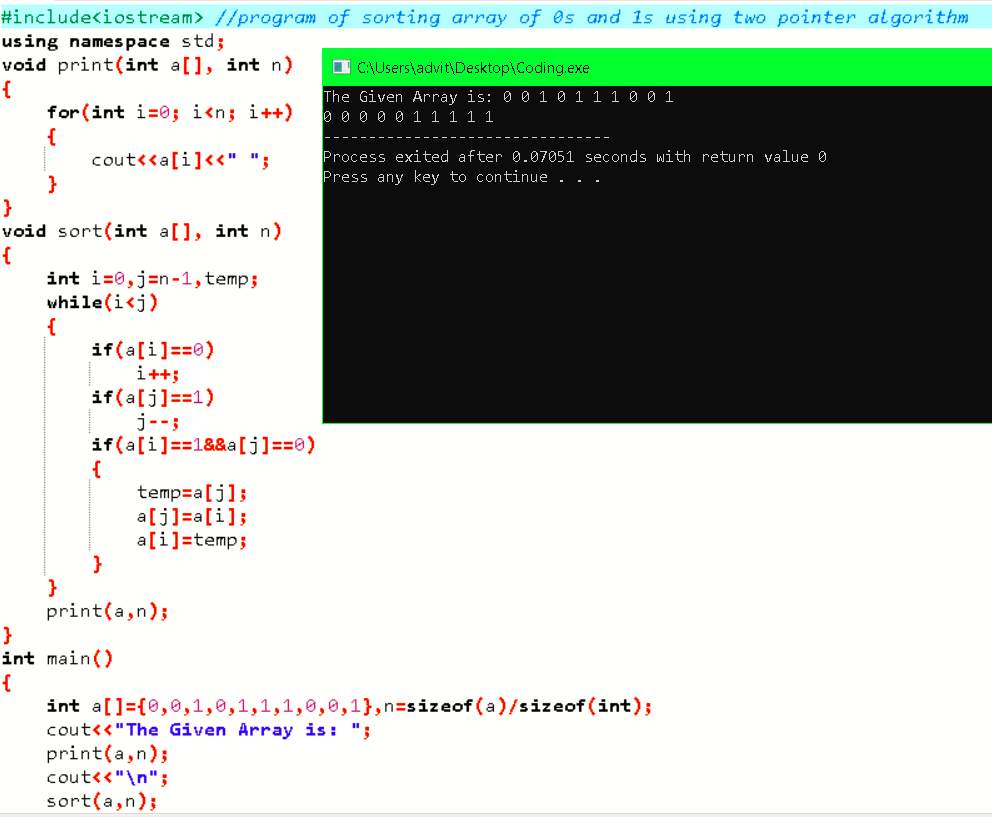 #include<iostream> //program of sorting array of 0s and 1s using two pointer algorithm
using namespace std;
void print(int a[], int n)
{
for(int i=0; i<n; i++)
{
cout<<a[i]<<" ";
}
}
void sort(int a[], int n)
{
int i=0,j=n-1,temp;
while(i<j)
{
if(a[i]==0)
i++;
if(a[j]==1)
j--;
if(a[i]==1&&a[j]==0)
{
temp=a[j];
a[j]=a[i];
a[i]=temp;
}
}
print(a,n);
}
int main()
{
int a[]={0,0,1,0,1,1,1,0,0,1},n=sizeof(a)/sizeof(int);
cout<<"The Given Array is: ";
print(a,n);
cout<<"\n";
sort(a,n);
C:\Users\advit\Desktop\Coding.exe
The Given Array is: 0 0 1 0 1 1 1 0 0 1
0 0 0 0 0 1 1 1 1 1
--------------------------------
Process exited after 0.07051 seconds with return value 0
Press any key to continue . . .